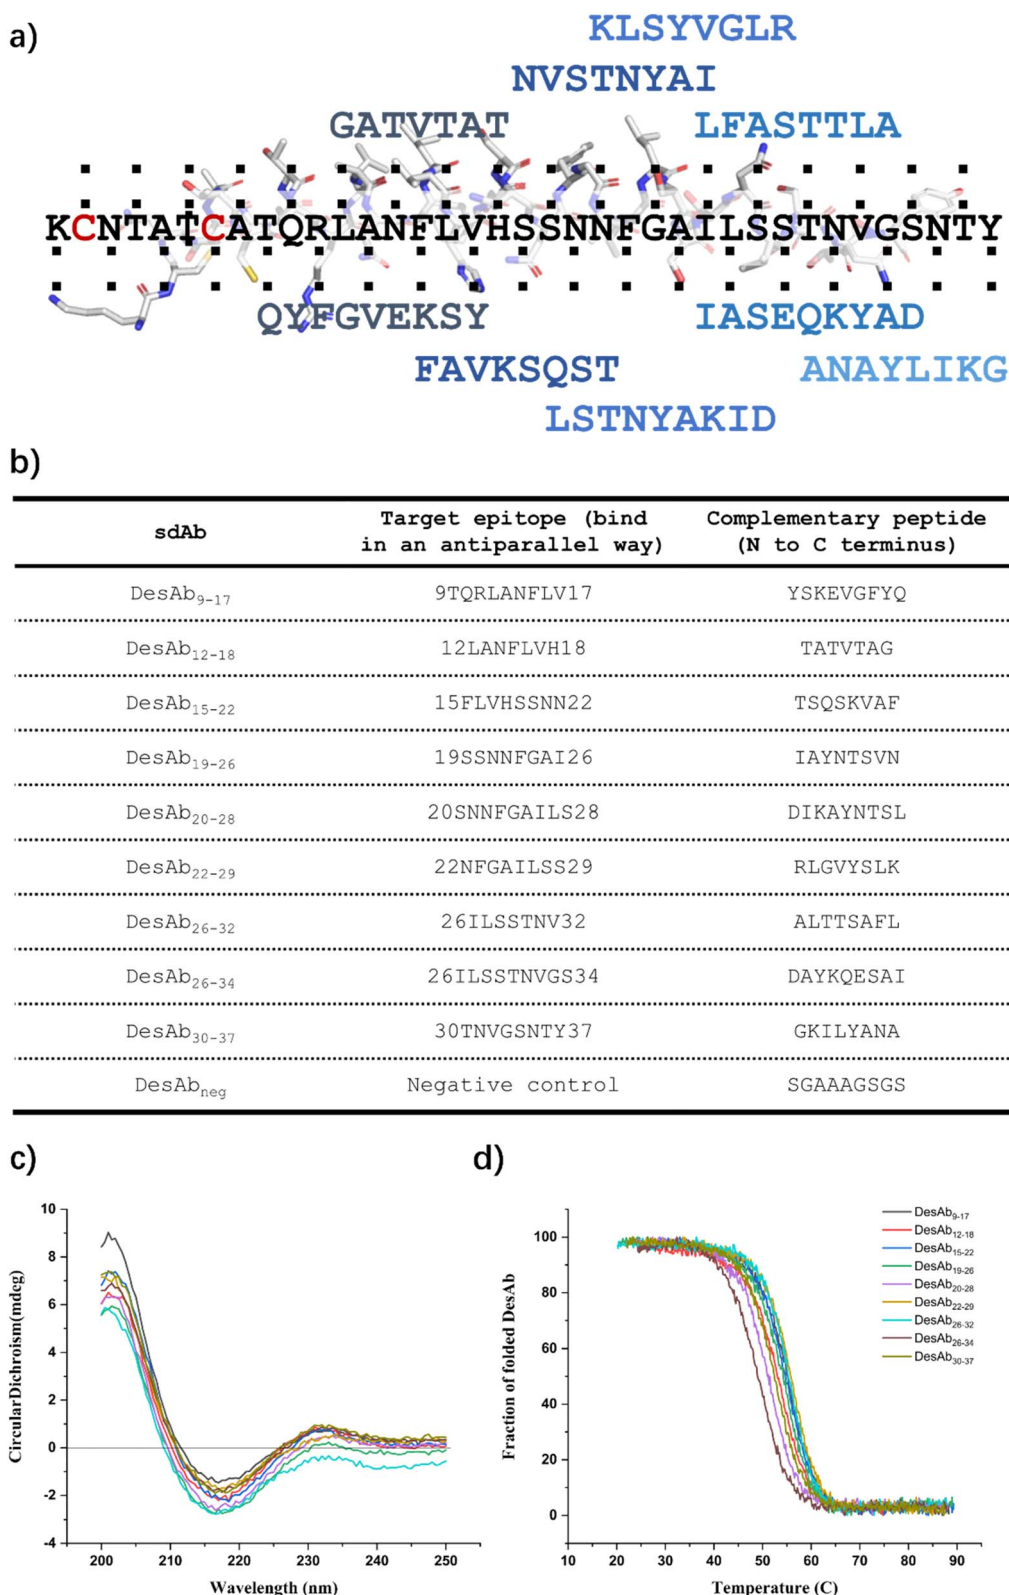 a)
KLSYVGLR
NVSTNYAI
GATVTAT LFASTTLA
KCNTATCATQRLANFLVHSSNNFGAILSSTNVGSNTY
QYFGVEKSY IASEQKYAD
FAVKSQST ANAYLIKG
LSTNYAKID
b)
sdAb Target epitope (bind in an antiparallel way) Complementary peptide (N to C terminus)
DesAb9-17 9TQRLANFLV17 YSKEVGFYQ
DesAb12-18 12LANFLVH18 TATVTAG
DesAb15-22 15FLVHSSNN22 TSQSKVAF
DesAb19-26 19SSNNFGAI26 IAYNTSVN
DesAb20-28 20SNNFGAILS28 DIKAYNTSL
DesAb22-29 22NFGAILSS29 RLGVYSLK
DesAb26-32 26ILSSTNV32 ALTTSAFL
DesAb26-34 26ILSSTNVGS34 DAYKQESAI
DesAb30-37 30TNVGSNTY37 GKILYANA
DesAbneg Negative control SGAAAGSGS
c) d)
10
8
6
4
2
0
-2
-4
200 210 220 230 240 250
CircularDichroism(mdeg)
Wavelength (nm)
100
80
60
40
20
0
10 20 30 40 50 60 70 80 90
Fraction of folded DesAb
Temperature (C)
DesAb9-17
DesAb12-18
DesAb15-22
DesAb19-26
DesAb20-28
DesAb22-29
DesAb26-32
DesAb26-34
DesAb30-37